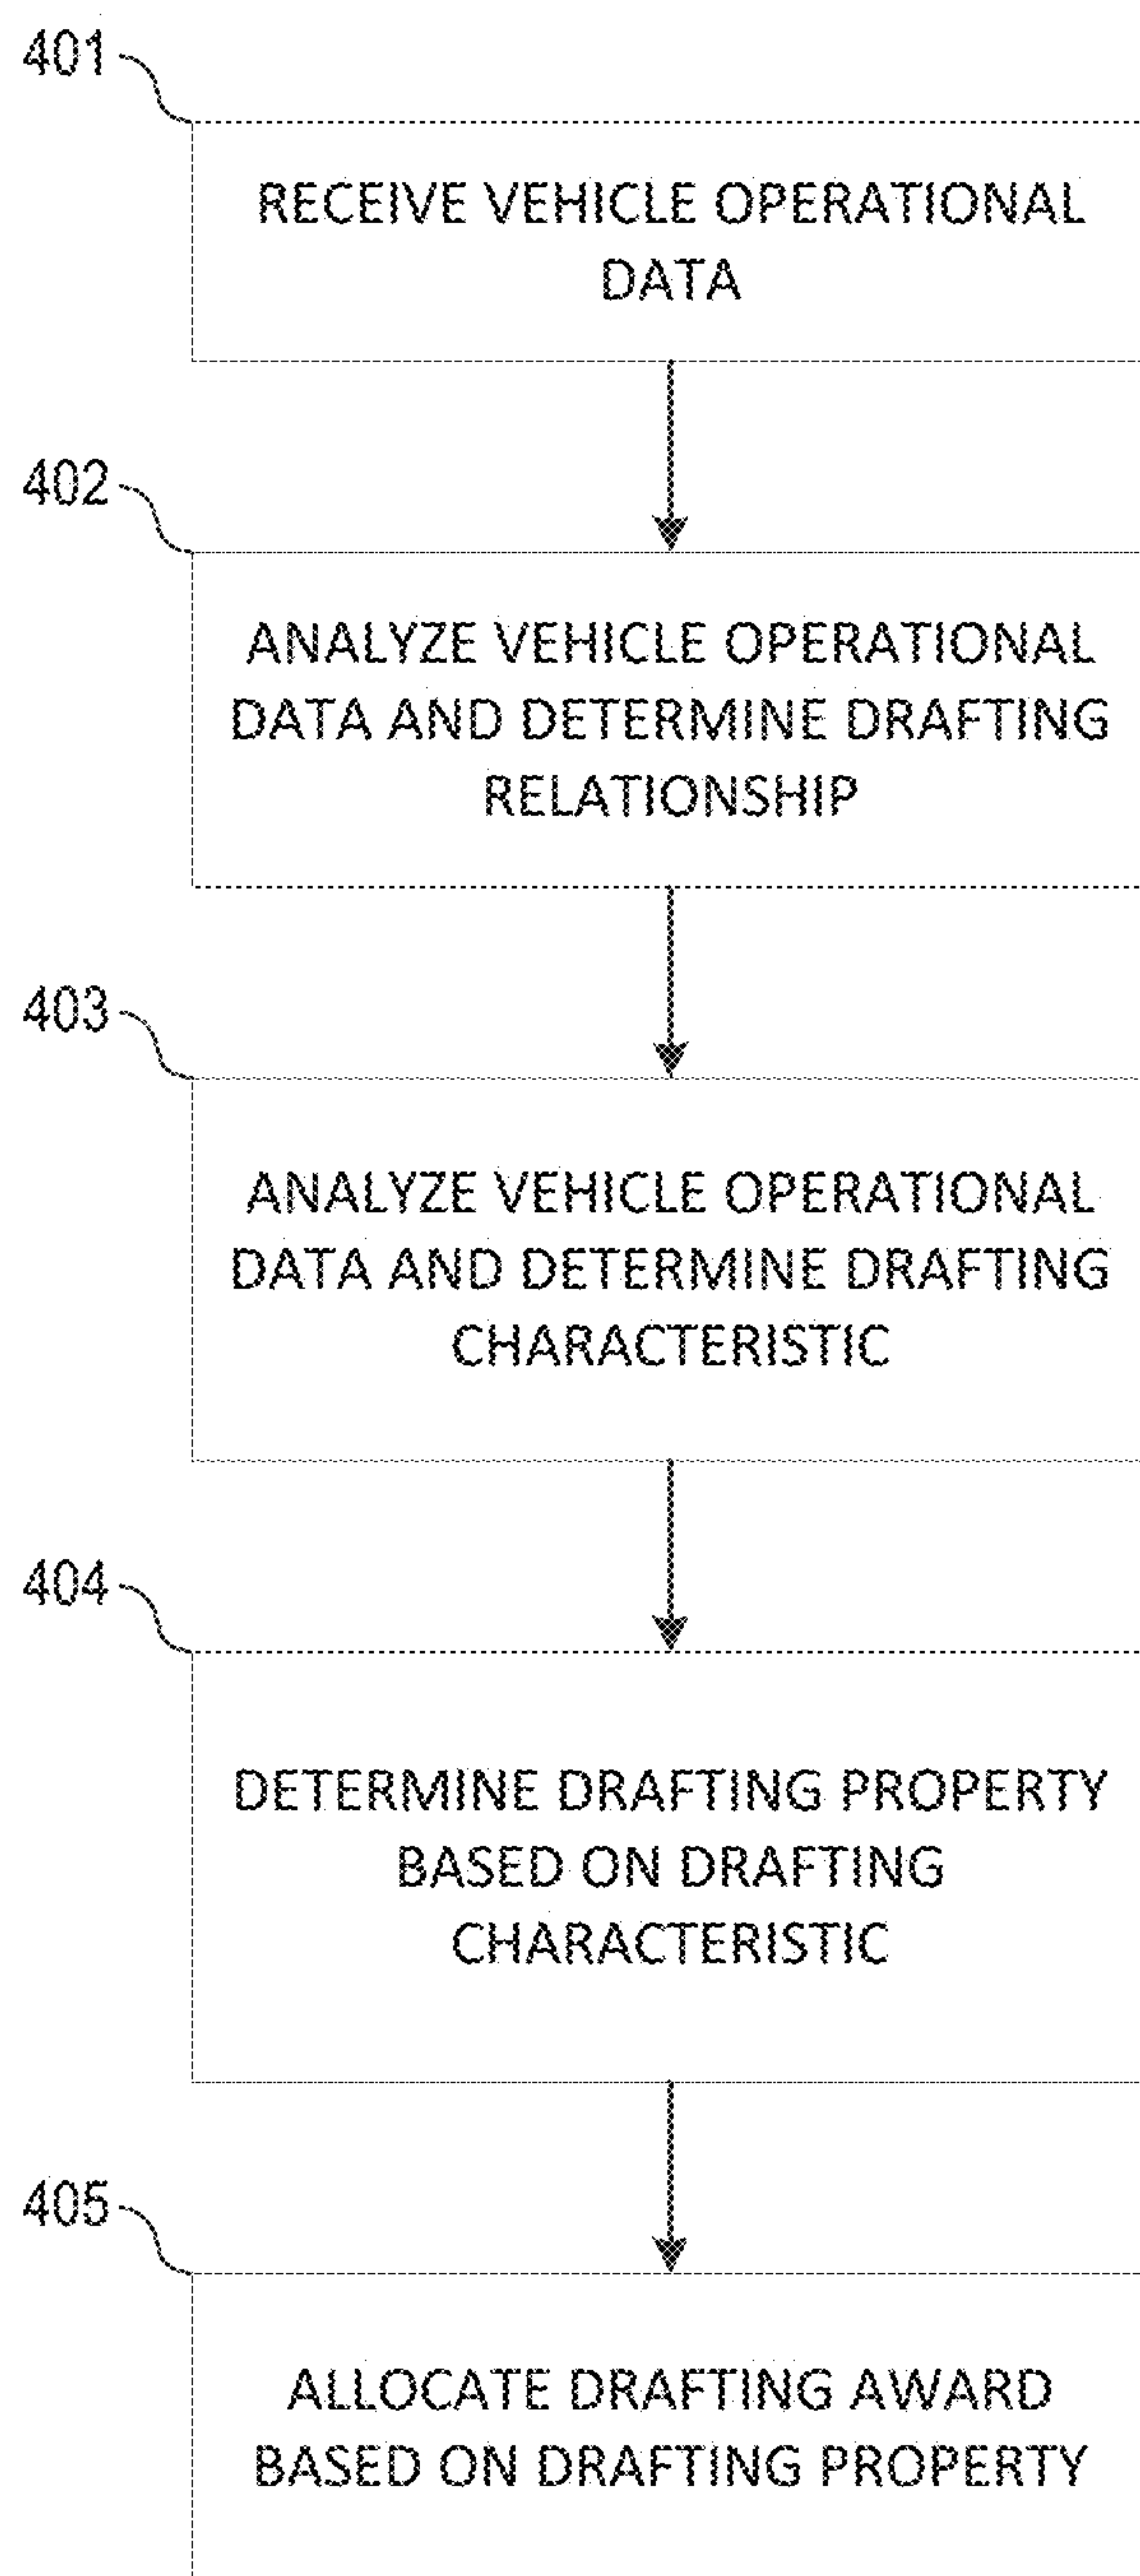 401
RECEIVE VEHICLE OPERATIONAL
DATA
402
ANALYZE VEHICLE OPERATIONAL
DATA AND DETERMINE DRAFTING
RELATIONSHIP
403
ANALYZE VEHICLE OPERATIONAL
DATA AND DETERMINE DRAFTING
CHARACTERISTIC
404
DETERMINE DRAFTING PROPERTY
BASED ON DRAFTING
CHARACTERISTIC
405
ALLOCATE DRAFTING AWARD
BASED ON DRAFTING PROPERTY